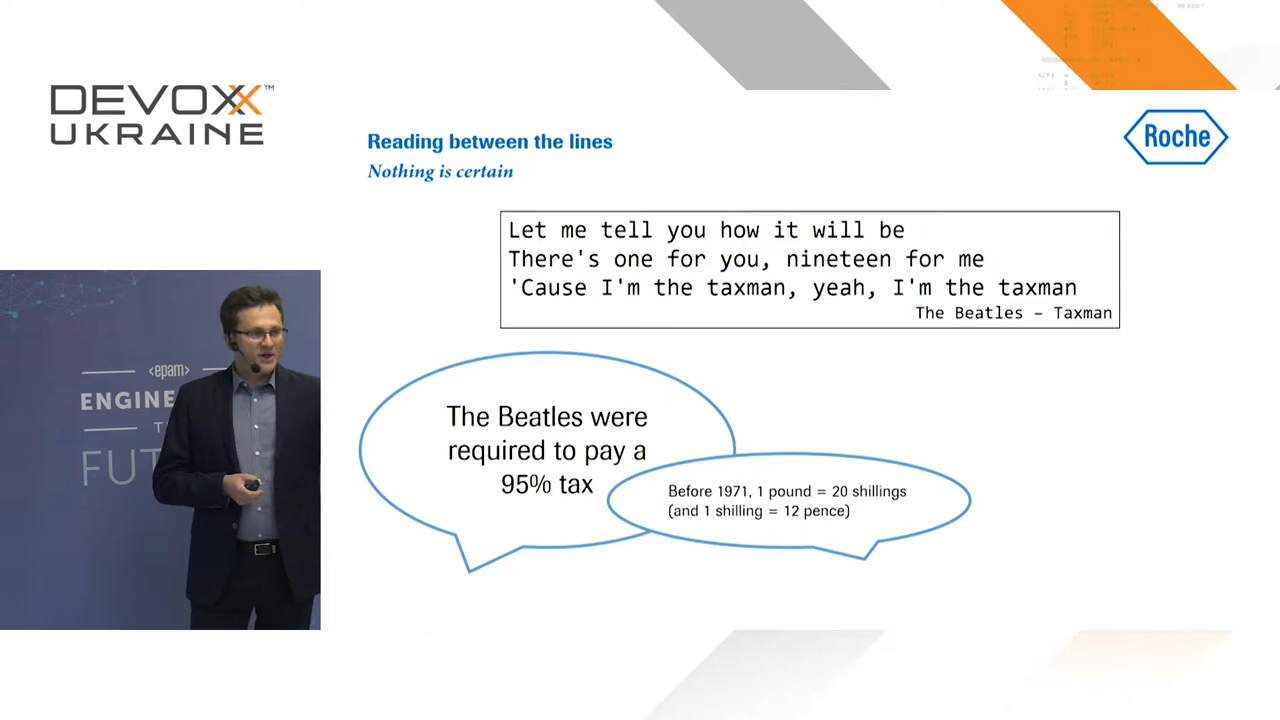 DEVOXX™
UKRAINE
Reading between the lines
Nothing is certain
Roche
Let me tell you how it will be
There's one for you, nineteen for me
'Cause I'm the taxman, yeah, I'm the taxman
The Beatles – Taxman
The Beatles were
required to pay a
95% tax
Before 1971, 1 pound = 20 shillings
(and 1 shilling = 12 pence)
<epam>
ENGINE
T
FUT